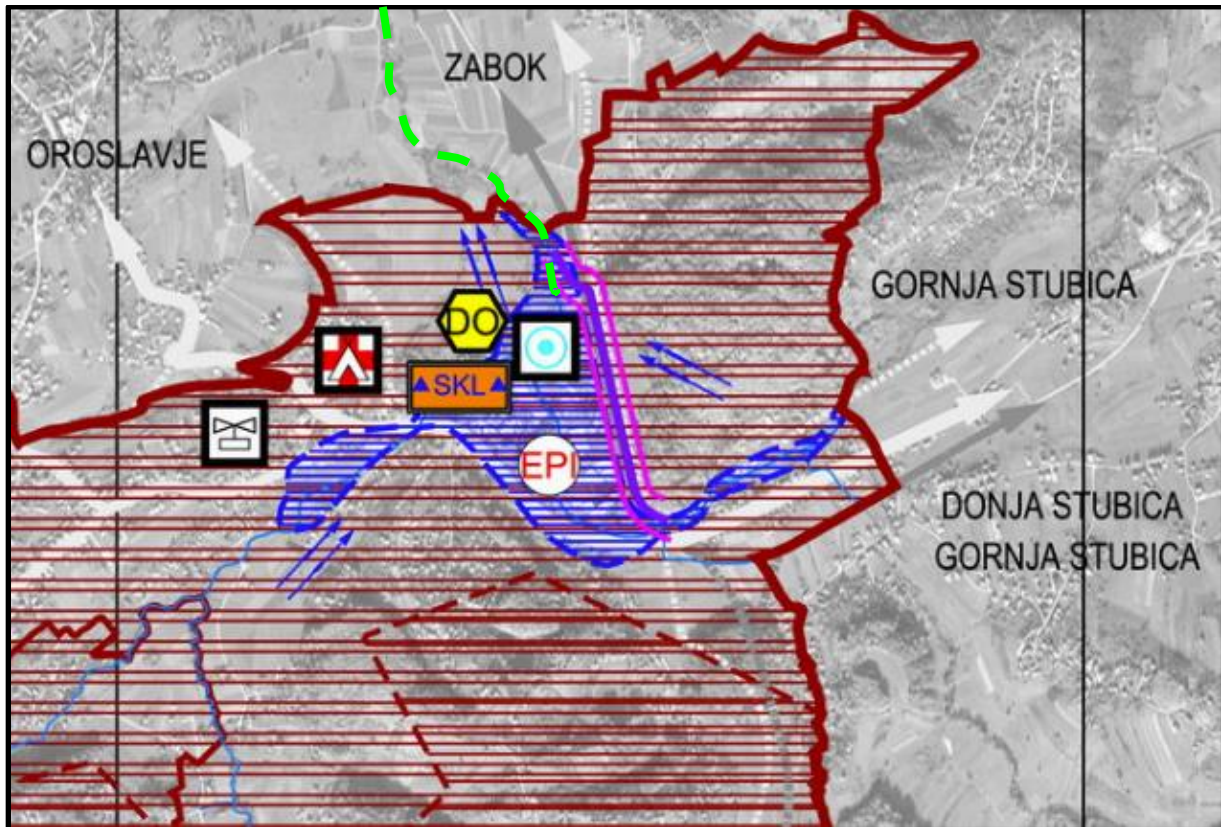 ZABOK
OROSLAVJE
GORNJA STUBICA
DO
SKL
EPI
DONJA STUBICA
GORNJA STUBICA